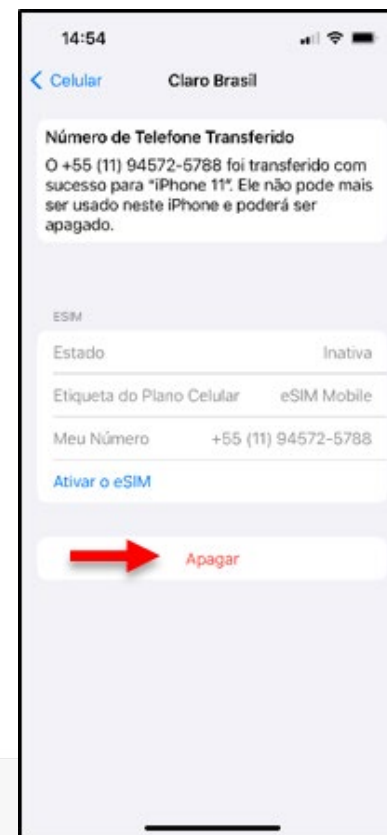 14:54
Celular
Claro Brasil
Número de Telefone Transferido
O +55 (11) 94572-5788 foi transferido com
sucesso para "iPhone 11". Ele não pode mais
ser usado neste iPhone e poderá ser
apagado.
ESIM
Estado Inativa
Etiqueta do Plano Celular eSIM Mobile
Meu Número +55 (11) 94572-5788
Ativar o eSIM
Apagar